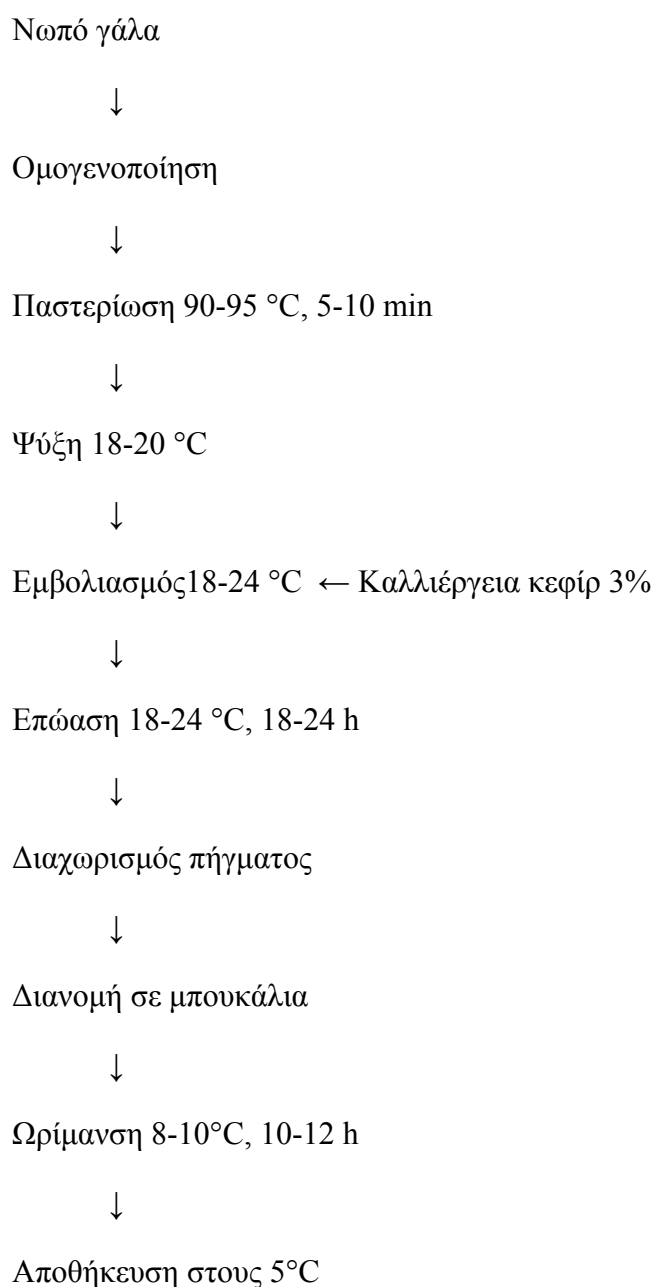 Νωπό γάλα
↓
Ομογενοποίηση
↓
Παστερίωση 90-95 °C, 5-10 min
↓
Ψύξη 18-20 °C
↓
Εμβολιασμός18-24 °C ← Καλλιέργεια κεφίρ 3%
↓
Επώαση 18-24 °C, 18-24 h
↓
Διαχωρισμός πήγματος
↓
Διανομή σε μπουκάλια
↓
Ωρίμανση 8-10°C, 10-12 h
↓
Αποθήκευση στους 5°C